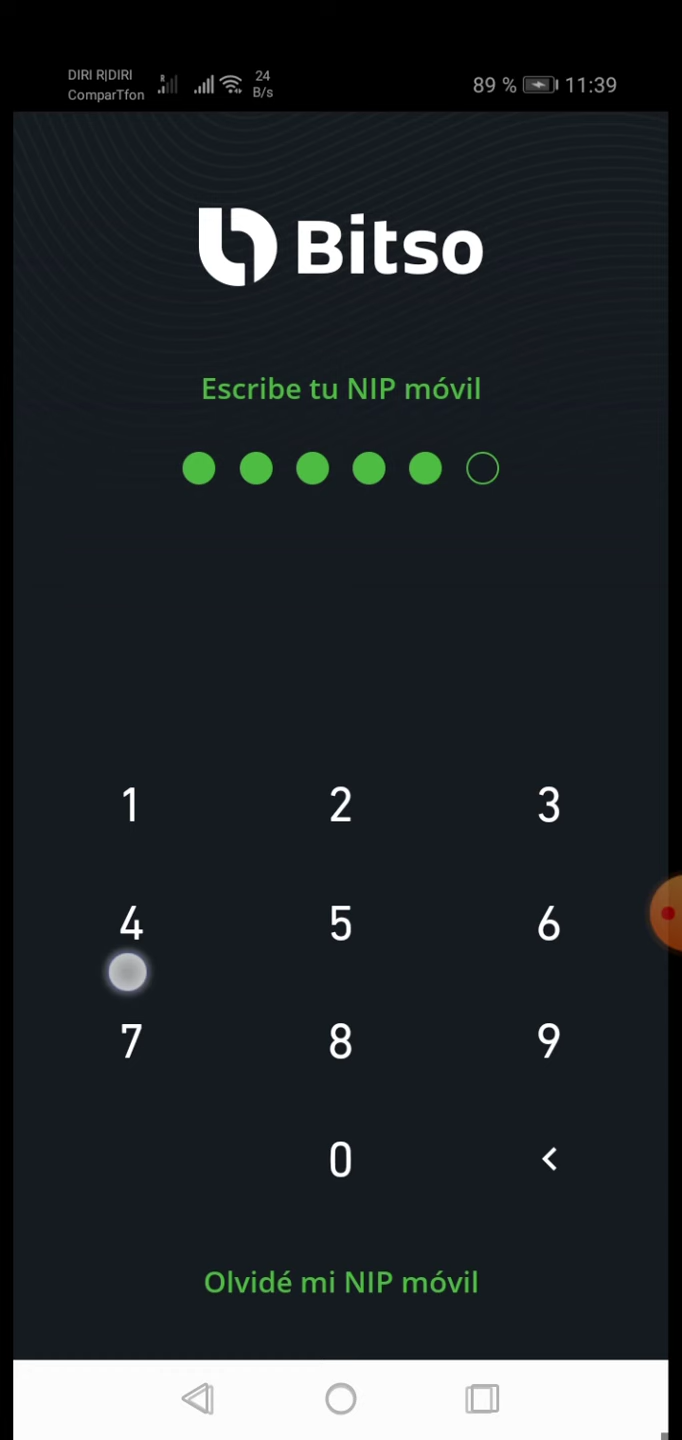 DIRI R|DIRI
ComparTfon
R
24
B/s
89 %
11:39
Bitso
Escribe tu NIP móvil
1 2 3
4 5 6
7 8 9
0 <
Olvidé mi NIP móvil